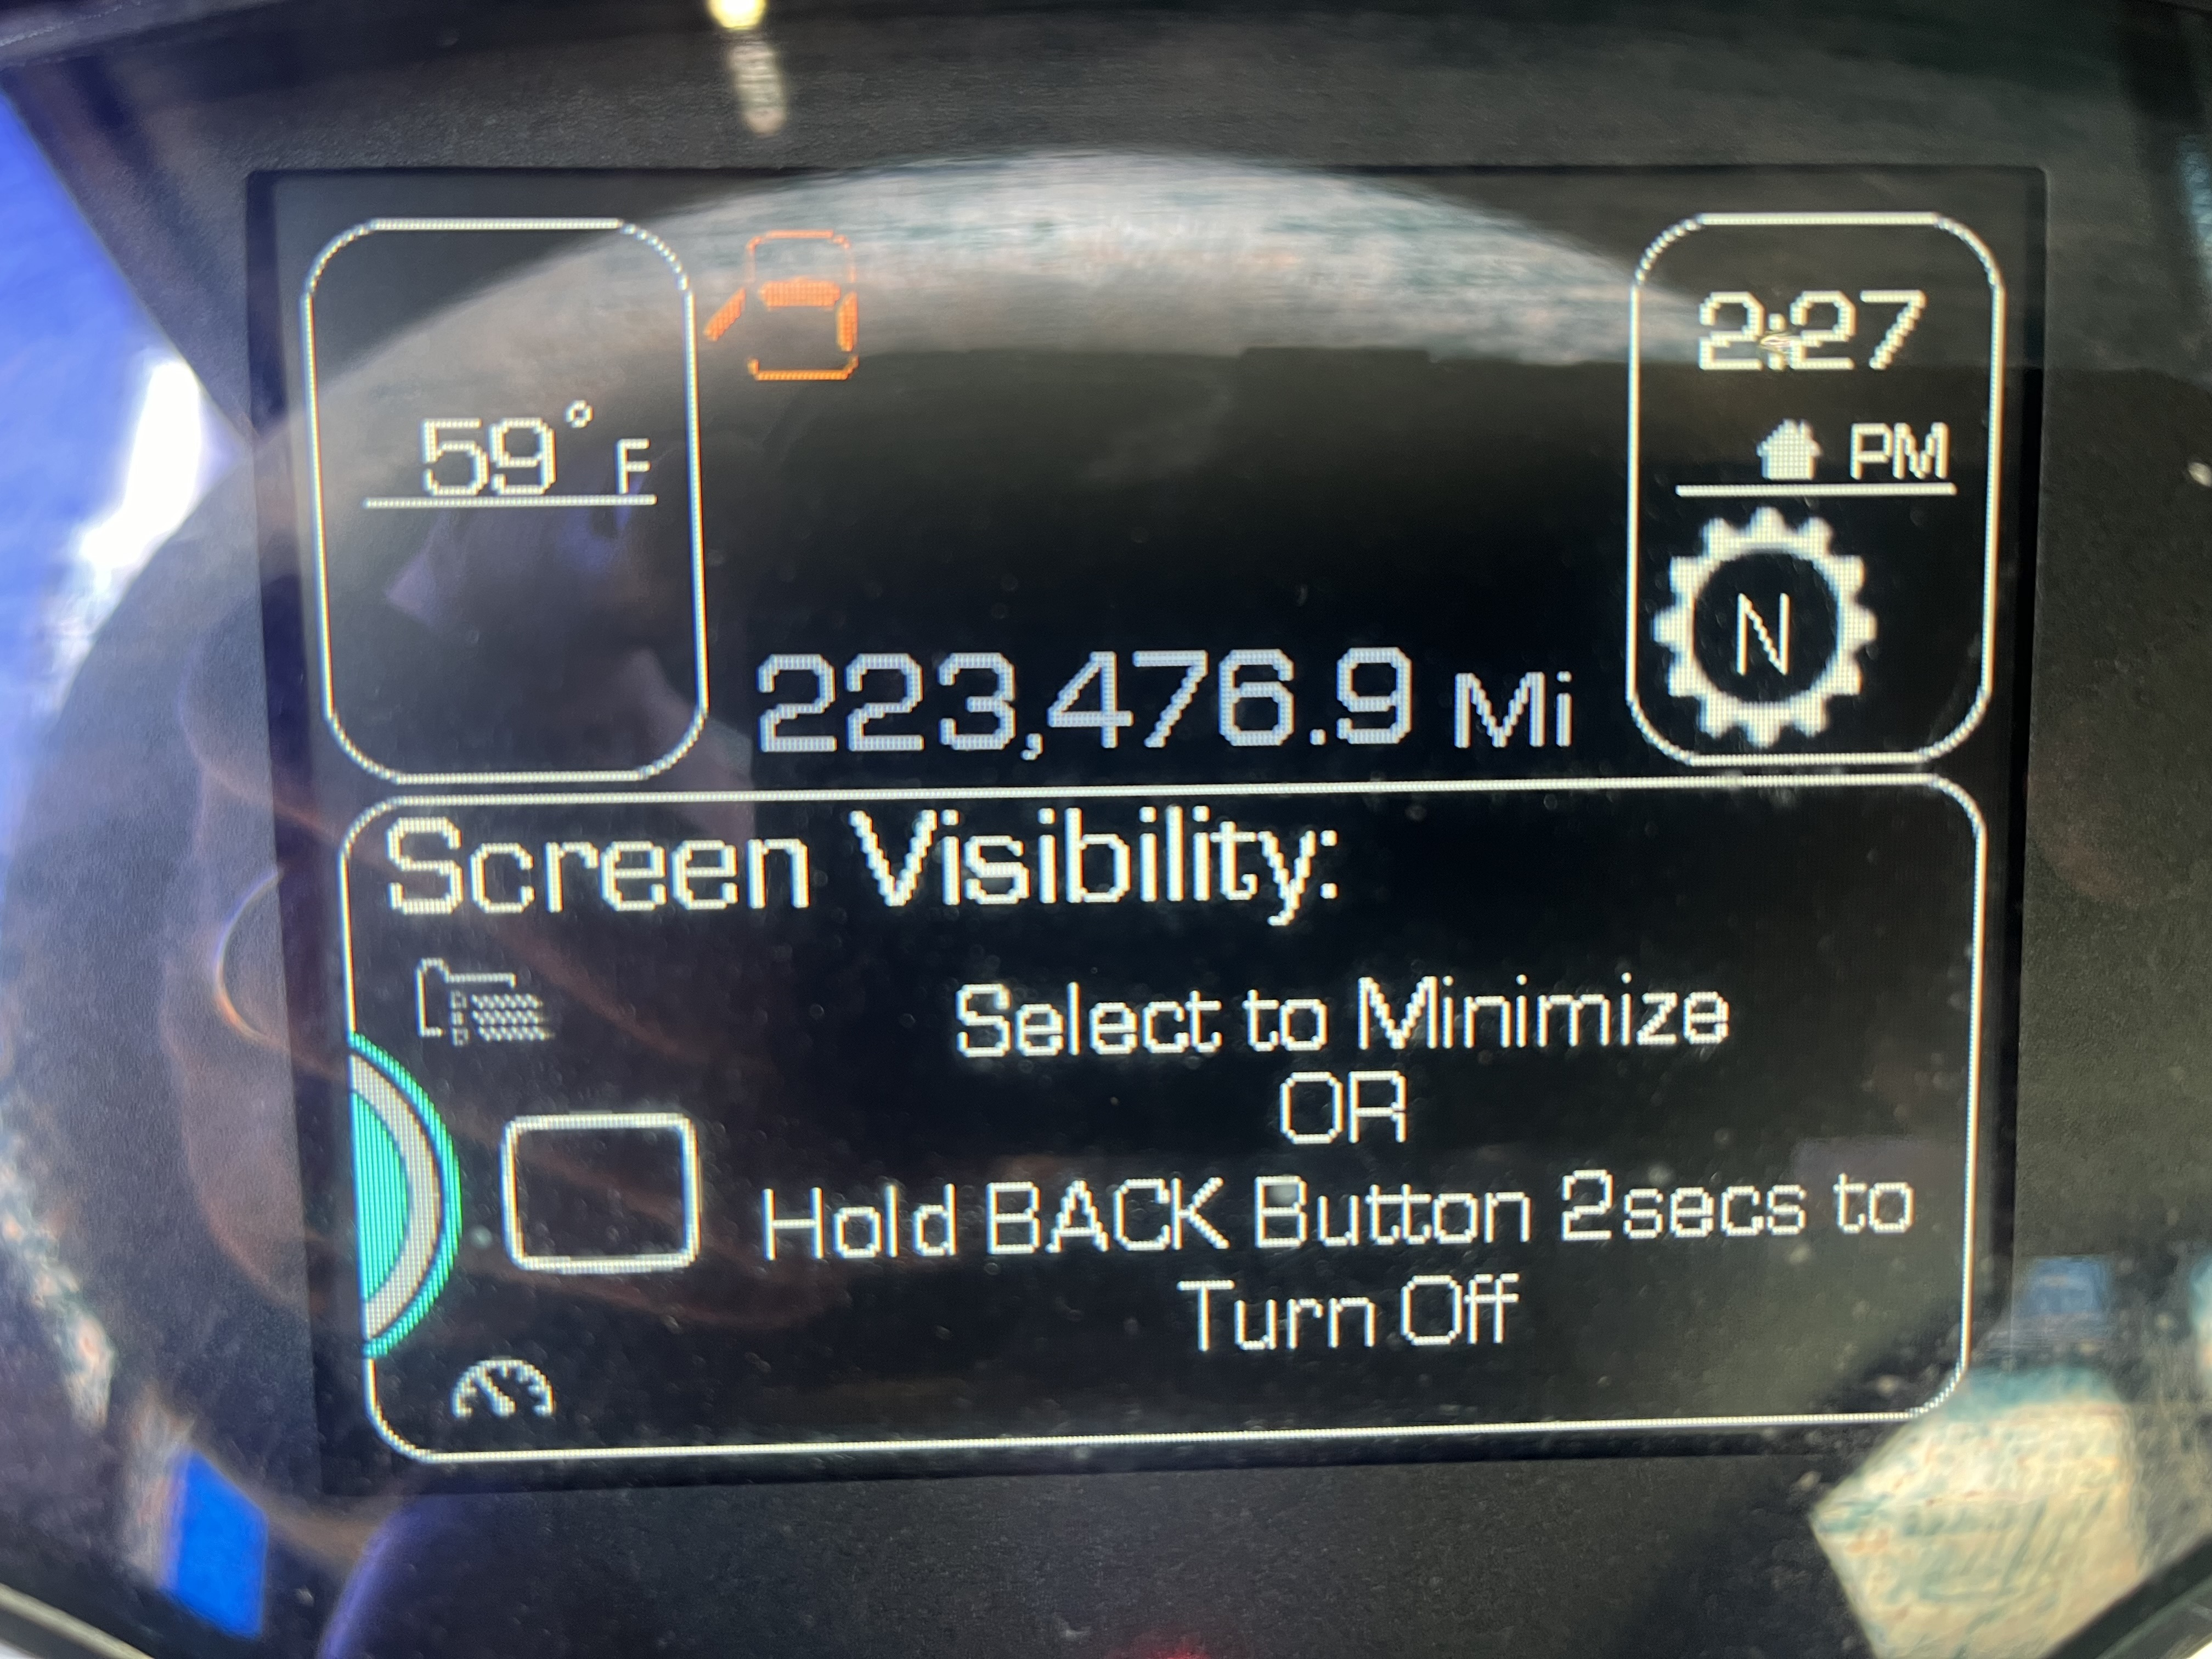 2:27
59° F
PM
N
223,476.9 Mi
Screen Visibility:
Select to Minimize
OR
Hold BACK Button 2secs to
Turn Off